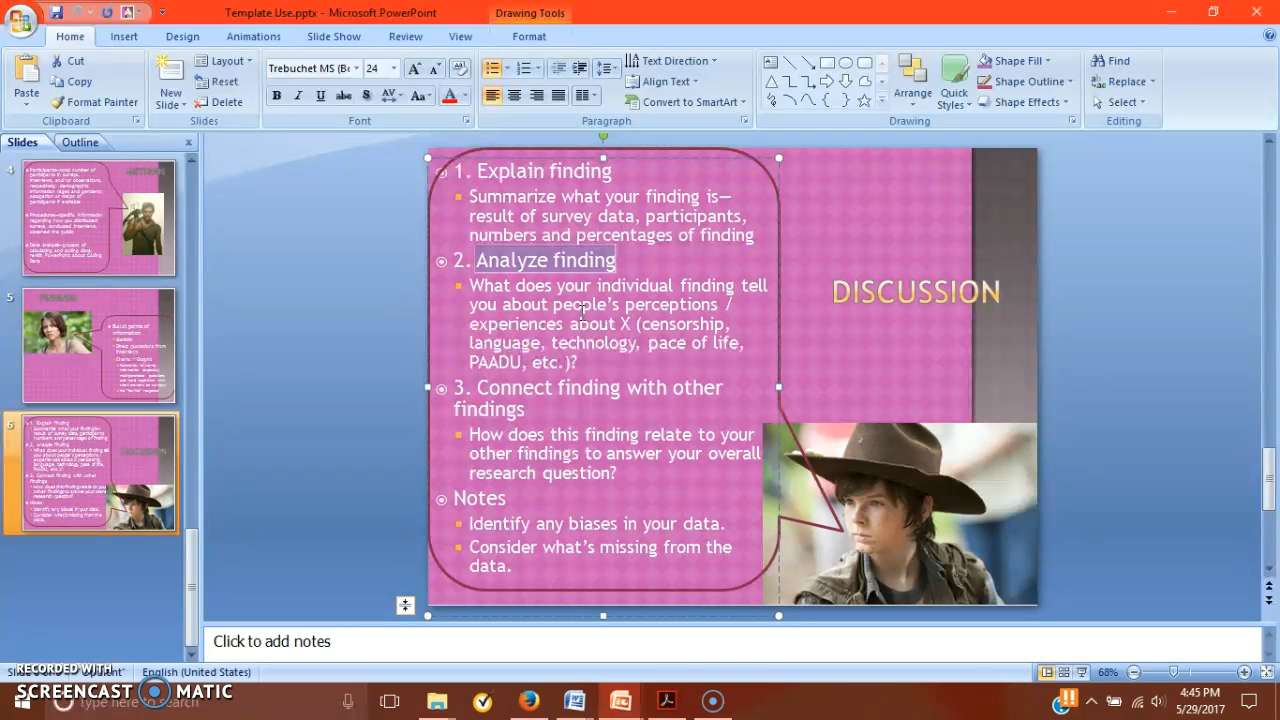 Template Use.pptx - Microsoft PowerPoint
Drawing Tools
Home Insert Design Animations Slide Show Review View Format
Paste
Cut
Copy
Format Painter
Clipboard
New Slide
Layout
Reset
Delete
Slides
Trebuchet MS (B 24
B I U abc S AV Aa A
Font
Text Direction
Align Text
Convert to SmartArt
Paragraph
Arrange
Quick Styles
Shape Fill
Shape Outline
Shape Effects
Drawing
Find
Replace
Select
Editing
Slides Outline
4
5
6
1. Explain finding
Summarize what your finding is—
result of survey data, participants,
numbers and percentages of finding
2. Analyze finding
What does your individual finding tell
you about people's perceptions /
experiences about X (censorship,
language, technology, pace of life,
PAADU, etc.)?
3. Connect finding with other
findings
How does this finding relate to your
other findings to answer your overall
research question?
Notes
Identify any biases in your data.
Consider what's missing from the
data.
DISCUSSION
Click to add notes
English (United States)
68%
RECORDED WITH
SCREENCAST MATIC
4:45 PM
5/29/2017